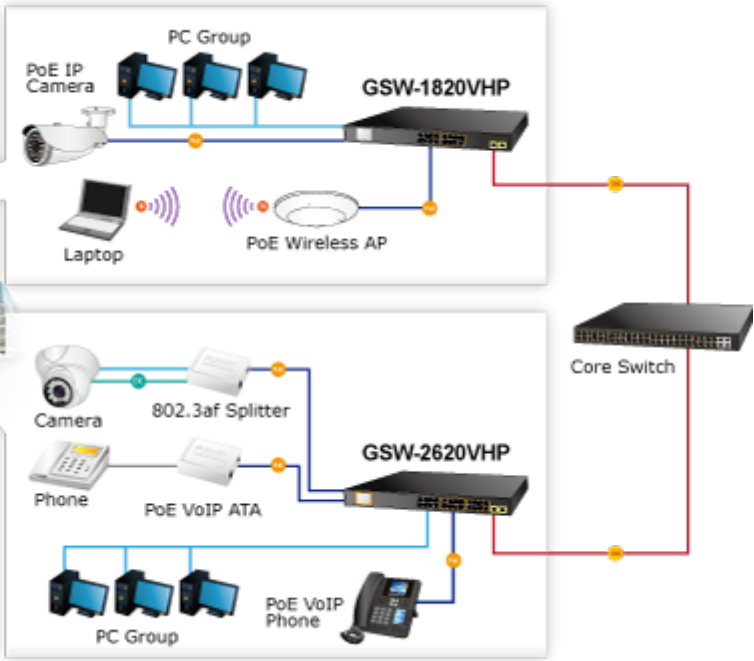 PC Group
PoE IP
Camera
GSW-1820VHP
Laptop
PoE Wireless AP
Core Switch
Camera
802.3af Splitter
GSW-2620VHP
Phone
PoE VoIP ATA
PoE VoIP
Phone
PC Group